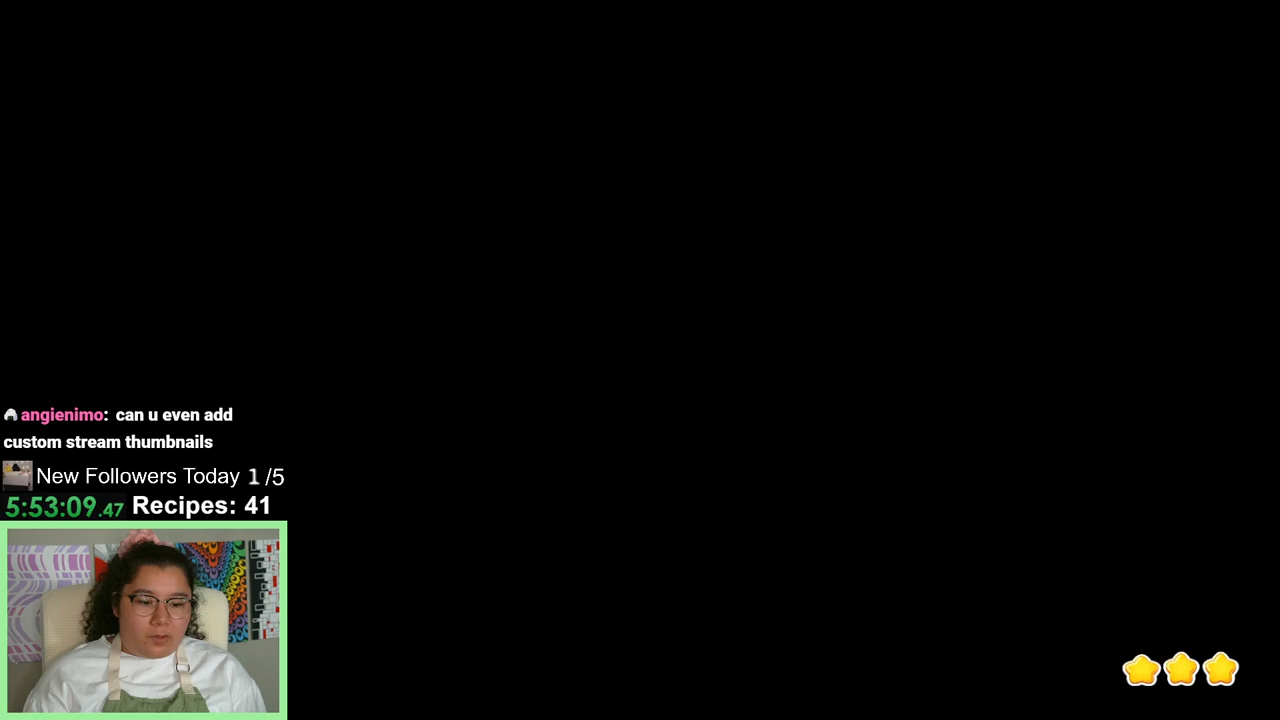 angienimo: can u even add
custom stream thumbnails
New Followers Today 1 /5
5:53:09.47 Recipes: 41